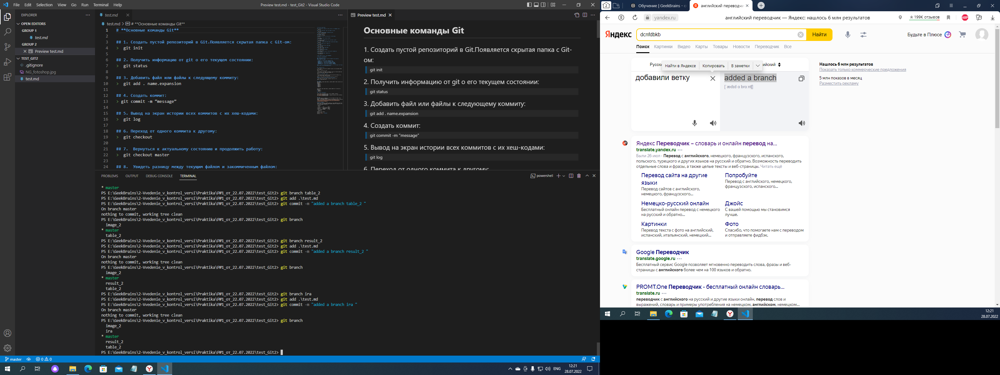 File Edit Selection View Go Run Terminal Help
Preview test.md - test_Git2 - Visual Studio Code
EXPLORER
OPEN EDITORS
GROUP 1
test.md
GROUP 2
Preview test.md
TEST_GIT2
.gitignore
NG_fotoshop.jpg
test.md
test.md
test.md > # **Основные команды Git**
1 # **Основные команды Git**
2
3 ## 1. Создать пустой репозиторий в Git.Появляется скрытая папка с Git-ом:
4 > git init
5
6 ## 2. Получить информацию от git о его текущем состоянии:
7 > git status
8
9 ## 3. Добавить файл или файлы к следующему коммиту:
10 > git add . name.expansion
11
12 ## 4. Создать коммит:
13 > git commit -m “message”
14
15 ## 5. Вывод на экран истории всех коммитов с их хеш-кодами:
16 > git log
17
18 ## 6. Переход от одного коммита к другому:
19 > git checkout
20
21 ## 7. Вернуться к актуальному состоянию и продолжить работу:
22 > git checkout master
23
24 ## 8. Увидеть разницу между текущим файлом и закоммиченным файлом:
Preview test.md
Основные команды Git
1. Создать пустой репозиторий в Git.Появляется скрытая папка с Git-
ом:
git init
2. Получить информацию от git о его текущем состоянии:
git status
3. Добавить файл или файлы к следующему коммиту:
git add . name.expansion
4. Создать коммит:
git commit -m “message”
5. Вывод на экран истории всех коммитов с их хеш-кодами:
git log
6. Переход от одного коммита к другому:
PROBLEMS OUTPUT DEBUG CONSOLE TERMINAL
powershell
* master
PS E:\GeekBrains\2-Vvedenie_v_kontrol_versi\Praktika\P№1_от_22.07.2022\test_Git2> git branch table_2
PS E:\GeekBrains\2-Vvedenie_v_kontrol_versi\Praktika\P№1_от_22.07.2022\test_Git2> git add .\test.md
PS E:\GeekBrains\2-Vvedenie_v_kontrol_versi\Praktika\P№1_от_22.07.2022\test_Git2> git commit -m "added a branch table_2 "
On branch master
nothing to commit, working tree clean
PS E:\GeekBrains\2-Vvedenie_v_kontrol_versi\Praktika\P№1_от_22.07.2022\test_Git2> git branch
image_2
* master
table_2
PS E:\GeekBrains\2-Vvedenie_v_kontrol_versi\Praktika\P№1_от_22.07.2022\test_Git2> git branch result_2
PS E:\GeekBrains\2-Vvedenie_v_kontrol_versi\Praktika\P№1_от_22.07.2022\test_Git2> git add .\test.md
PS E:\GeekBrains\2-Vvedenie_v_kontrol_versi\Praktika\P№1_от_22.07.2022\test_Git2> git commit -m "added a branch result_2 "
On branch master
nothing to commit, working tree clean
PS E:\GeekBrains\2-Vvedenie_v_kontrol_versi\Praktika\P№1_от_22.07.2022\test_Git2> git branch
image_2
* master
result_2
table_2
PS E:\GeekBrains\2-Vvedenie_v_kontrol_versi\Praktika\P№1_от_22.07.2022\test_Git2> git branch ira
PS E:\GeekBrains\2-Vvedenie_v_kontrol_versi\Praktika\P№1_от_22.07.2022\test_Git2> git add .\test.md
PS E:\GeekBrains\2-Vvedenie_v_kontrol_versi\Praktika\P№1_от_22.07.2022\test_Git2> git commit -m "added a branch ira "
On branch master
nothing to commit, working tree clean
PS E:\GeekBrains\2-Vvedenie_v_kontrol_versi\Praktika\P№1_от_22.07.2022\test_Git2> git branch
image_2
ira
* master
result_2
table_2
PS E:\GeekBrains\2-Vvedenie_v_kontrol_versi\Praktika\P№1_от_22.07.2022\test_Git2>
master 0 0
ENG 12:21
28.07.2022
2 Обучение | GeekBrains - о английский переводчи
yandex.ru английский переводчик — Яндекс: нашлось 6 млн результатов 199K отзывов ABP
Яндекс dcnfdbkb Найти Будьте в Плюсе
Поиск Картинки Видео Карты Товары Новости Переводчик Все
Русски Найти в Яндексе Копировать В заметки ийский
добавили ветку
added a branch
[ˈædɪd ɑ brɑːnʧ]
Нашлось 6 млн результатов
Показать только коммерческие предложения
5 млн показов в месяц
Разместить рекламу
Яндекс Переводчик – словарь и онлайн перевод на...
translate.yandex.ru
Были 26 июл · Перевод с английского, немецкого, французского, испанского,
польского, турецкого и других языков на русский и обратно. Возможность переводить
отдельные слова и фразы, а также целые тексты и веб-страницы. Читать ещё
Перевод сайта на другие
языки
Перевод сайтов с английского,
немецкого, французского...
Попробуйте
Перевод с английского, немецкого,
французского, испанского...
Немецко-русский онлайн
Бесплатный онлайн перевод с немецкого
на русский и обратно...
Джойс
С вашей помощью мы становимся
лучше.
Картинки
Перевод текста с фото на английский,
испанский, итальянский, немецкий...
Фото
Спасибо, что помогаете нам с переводом
и отправляете фидбэк.
Google Переводчик
translate.google.ru
Бесплатный сервис Google позволяет мгновенно переводить слова, фразы и веб-
страницы с английского более чем на 100 языков и обратно.
PROMT.One Переводчик - бесплатный онлайн словарь...
translate.ru
переводчик с английского на русский и другие языки онлайн, перевод слов и
выражений, словарь и примеры употребления на немецком, английском, немецком...
12:21
28.07.2022